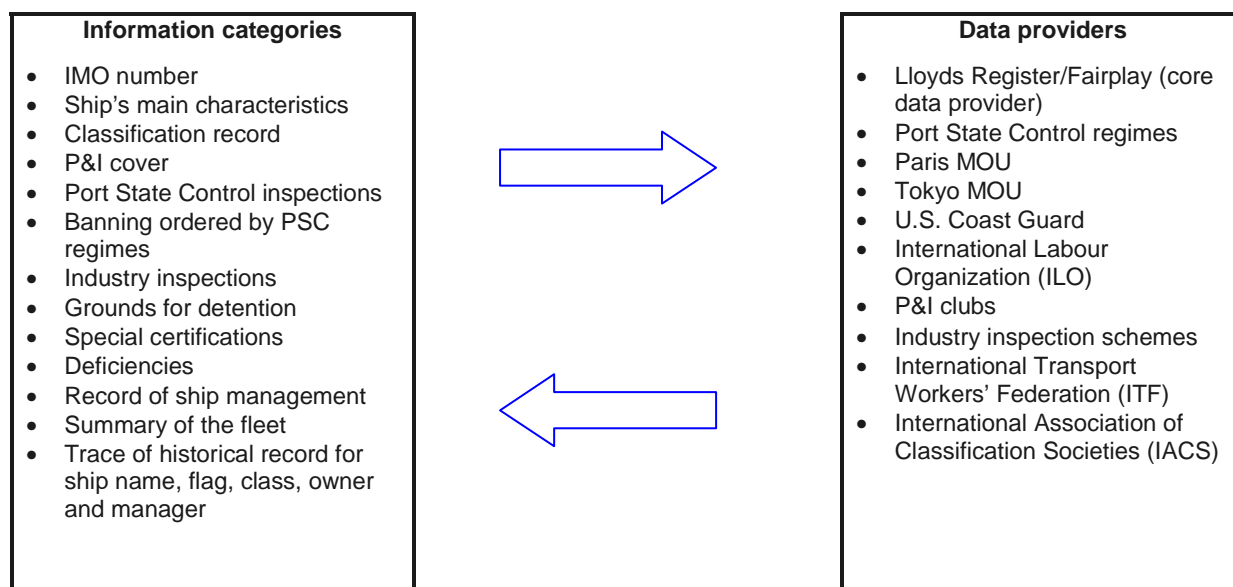 Information categories
• IMO number
• Ship's main characteristics
• Classification record
• P&I cover
• Port State Control inspections
• Banning ordered by PSC
regimes
• Industry inspections
• Grounds for detention
• Special certifications
• Deficiencies
• Record of ship management
• Summary of the fleet
• Trace of historical record for
ship name, flag, class, owner
and manager
Data providers
• Lloyds Register/Fairplay (core
data provider)
• Port State Control regimes
• Paris MOU
• Tokyo MOU
• U.S. Coast Guard
• International Labour
Organization (ILO)
• P&I clubs
• Industry inspection schemes
• International Transport
Workers' Federation (ITF)
• International Association of
Classification Societies (IACS)